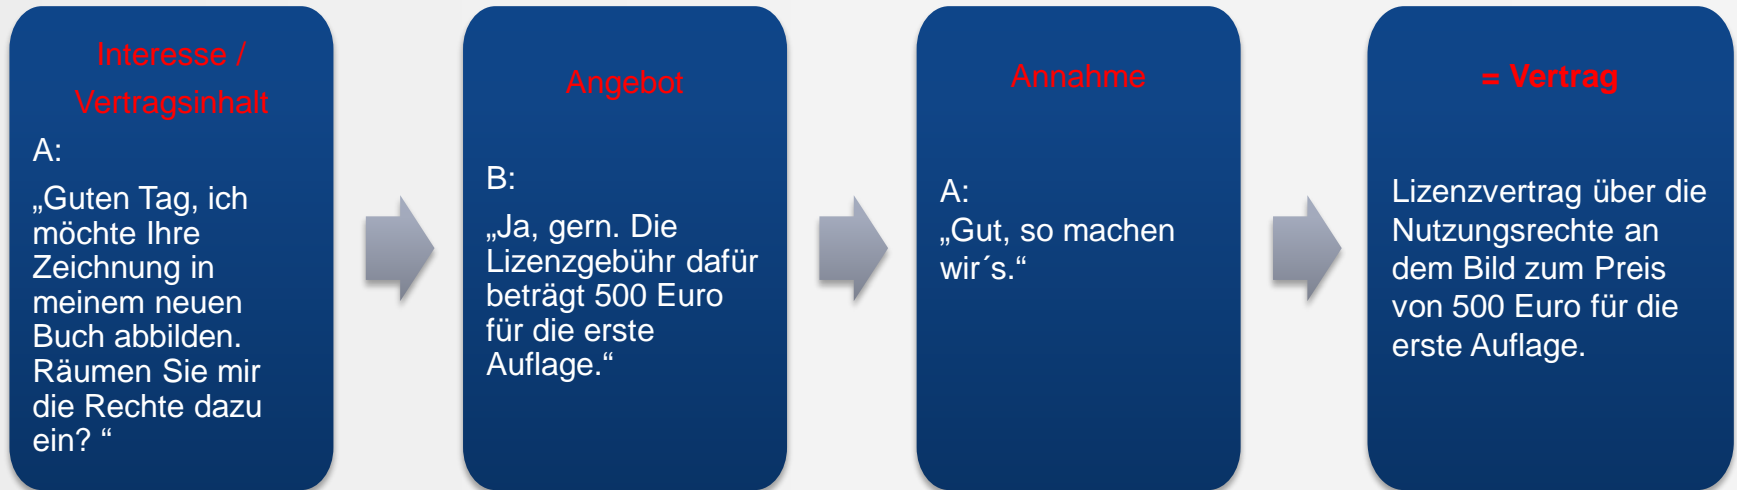 Interesse /
Vertragsinhalt
A:
„Guten Tag, ich
möchte Ihre
Zeichnung in
meinem neuen
Buch abbilden.
Räumen Sie mir
die Rechte dazu
ein? “
Angebot
B:
„Ja, gern. Die
Lizenzgebühr dafür
beträgt 500 Euro
für die erste
Auflage.“
Annahme
A:
„Gut, so machen
wir´s.“
= Vertrag
Lizenzvertrag über die
Nutzungsrechte an
dem Bild zum Preis
von 500 Euro für die
erste Auflage.